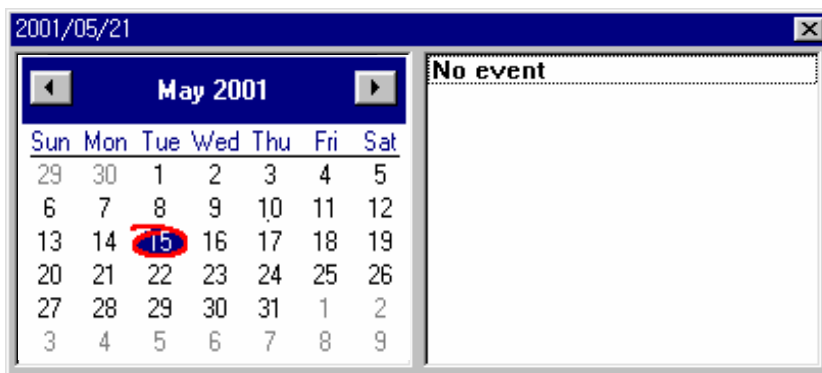 2001/05/21
May 2001
Sun Mon Tue Wed Thu Fri Sat
29 30 1 2 3 4 5
6 7 8 9 10 11 12
13 14 15 16 17 18 19
20 21 22 23 24 25 26
27 28 29 30 31 1 2
3 4 5 6 7 8 9
No event